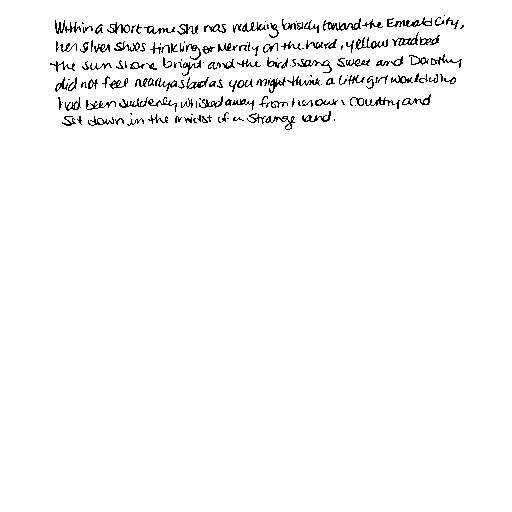 Within a short time she was walking briskly toward the Emerald City,
her silver shoes tinkling merrily on the hard, yellow roadbed
the sun shone bright and the birds sang sweet and Dorothy
did not feel nearly as bad as you might think a little girl would who
had been suddenly whisked away from her own country and
set down in the midst of a strange land.